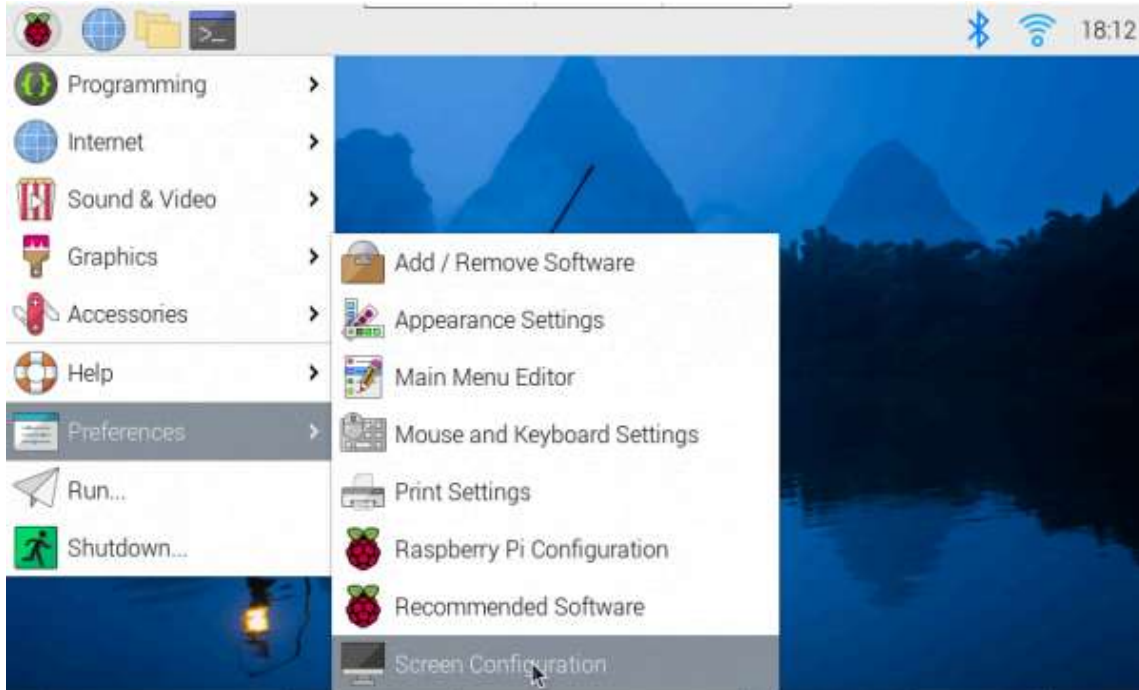 18:12
Programming
Internet
Sound & Video
Graphics
Accessories
Help
Preferences
Run...
Shutdown...
Add / Remove Software
Appearance Settings
Main Menu Editor
Mouse and Keyboard Settings
Print Settings
Raspberry Pi Configuration
Recommended Software
Screen Configuration